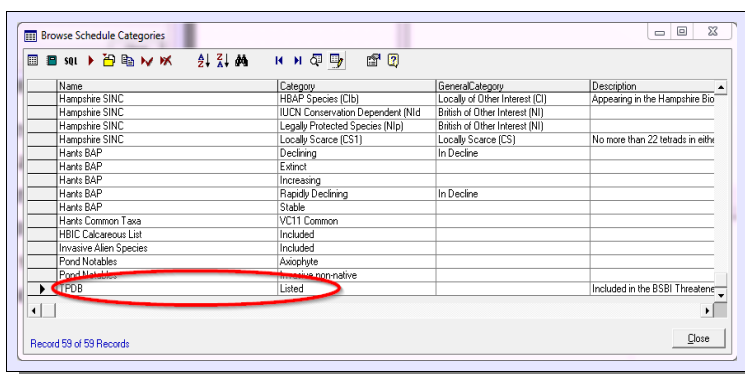 Browse Schedule Categories
SQL
Name Category GeneralCategory Description
Hampshire SINC HBAP Species (CIb) Locally of Other Interest (CI) Appearing in the Hampshire Bio
Hampshire SINC IUCN Conservation Dependent (NId British of Other Interest (NI)
Hampshire SINC Legally Protected Species (NIp) British of Other Interest (NI)
Hampshire SINC Locally Scarce (CS1) Locally Scarce (CS) No more than 22 tetrads in eithe
Hants BAP Declining In Decline
Hants BAP Extinct
Hants BAP Increasing
Hants BAP Rapidly Declining In Decline
Hants BAP Stable
Hants Common Taxa VC11 Common
HBIC Calcareous List Included
Invasive Alien Species Included
Pond Notables Axiophyte
Pond Notables Invasive non-native
TPDB Listed Included in the BSBI Threatene
Record 59 of 59 Records
Close